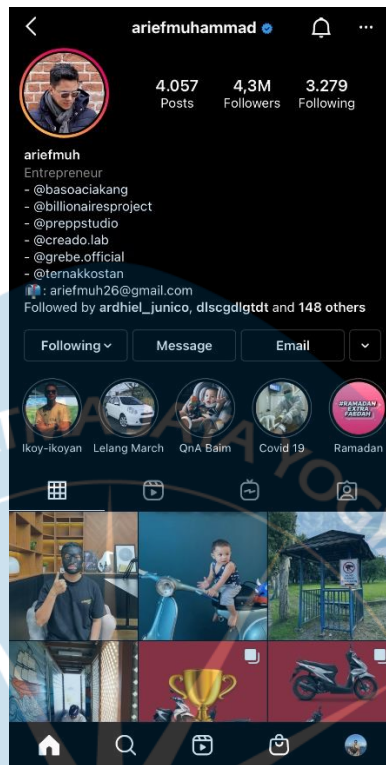 ariefmuhammad
4.057 4,3M 3.279
Posts Followers Following
ariefmuh
Entrepreneur
- @basoaciakang
- @billionairesproject
- @preppstudio
- @creado.lab
- @grebe.official
- @ternakkostan
: ariefmuh26@gmail.com
Followed by ardhiel_junico, dlscgdlgtdt and 148 others
Following Message Email
#RAMADAN
EXTRA
FAEDAH
Ikoy-ikoyan Lelang March QnA Baim Covid 19 Ramadan